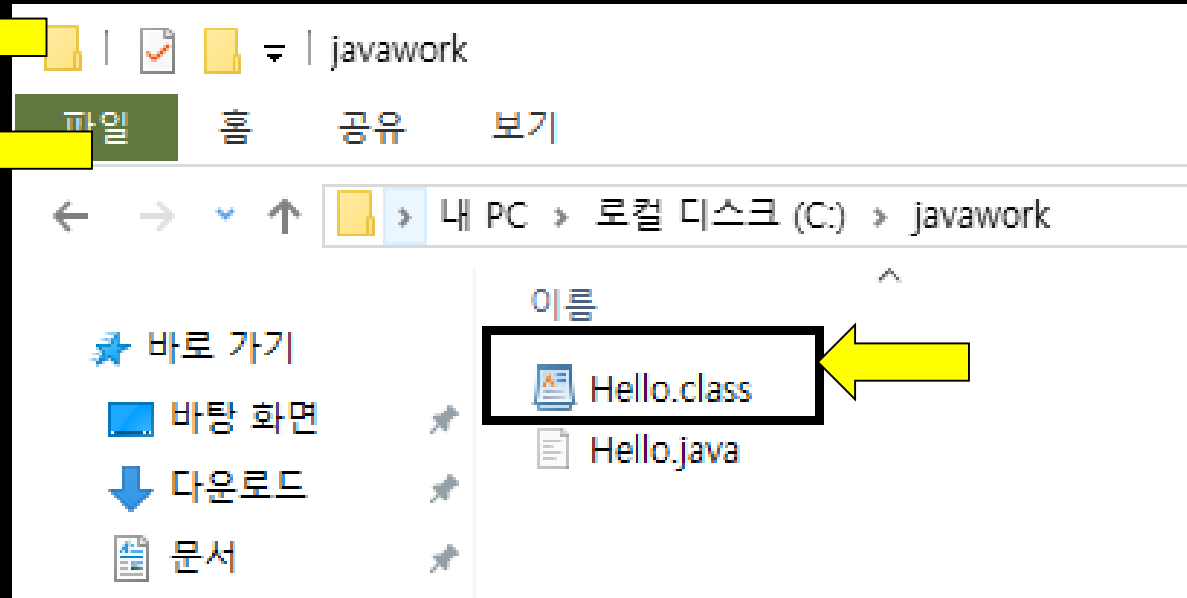 javawork
파일 홈 공유 보기
내 PC > 로컬 디스크 (C:) > javawork
이름
바로 가기
Hello.class
바탕 화면
Hello.java
다운로드
문서